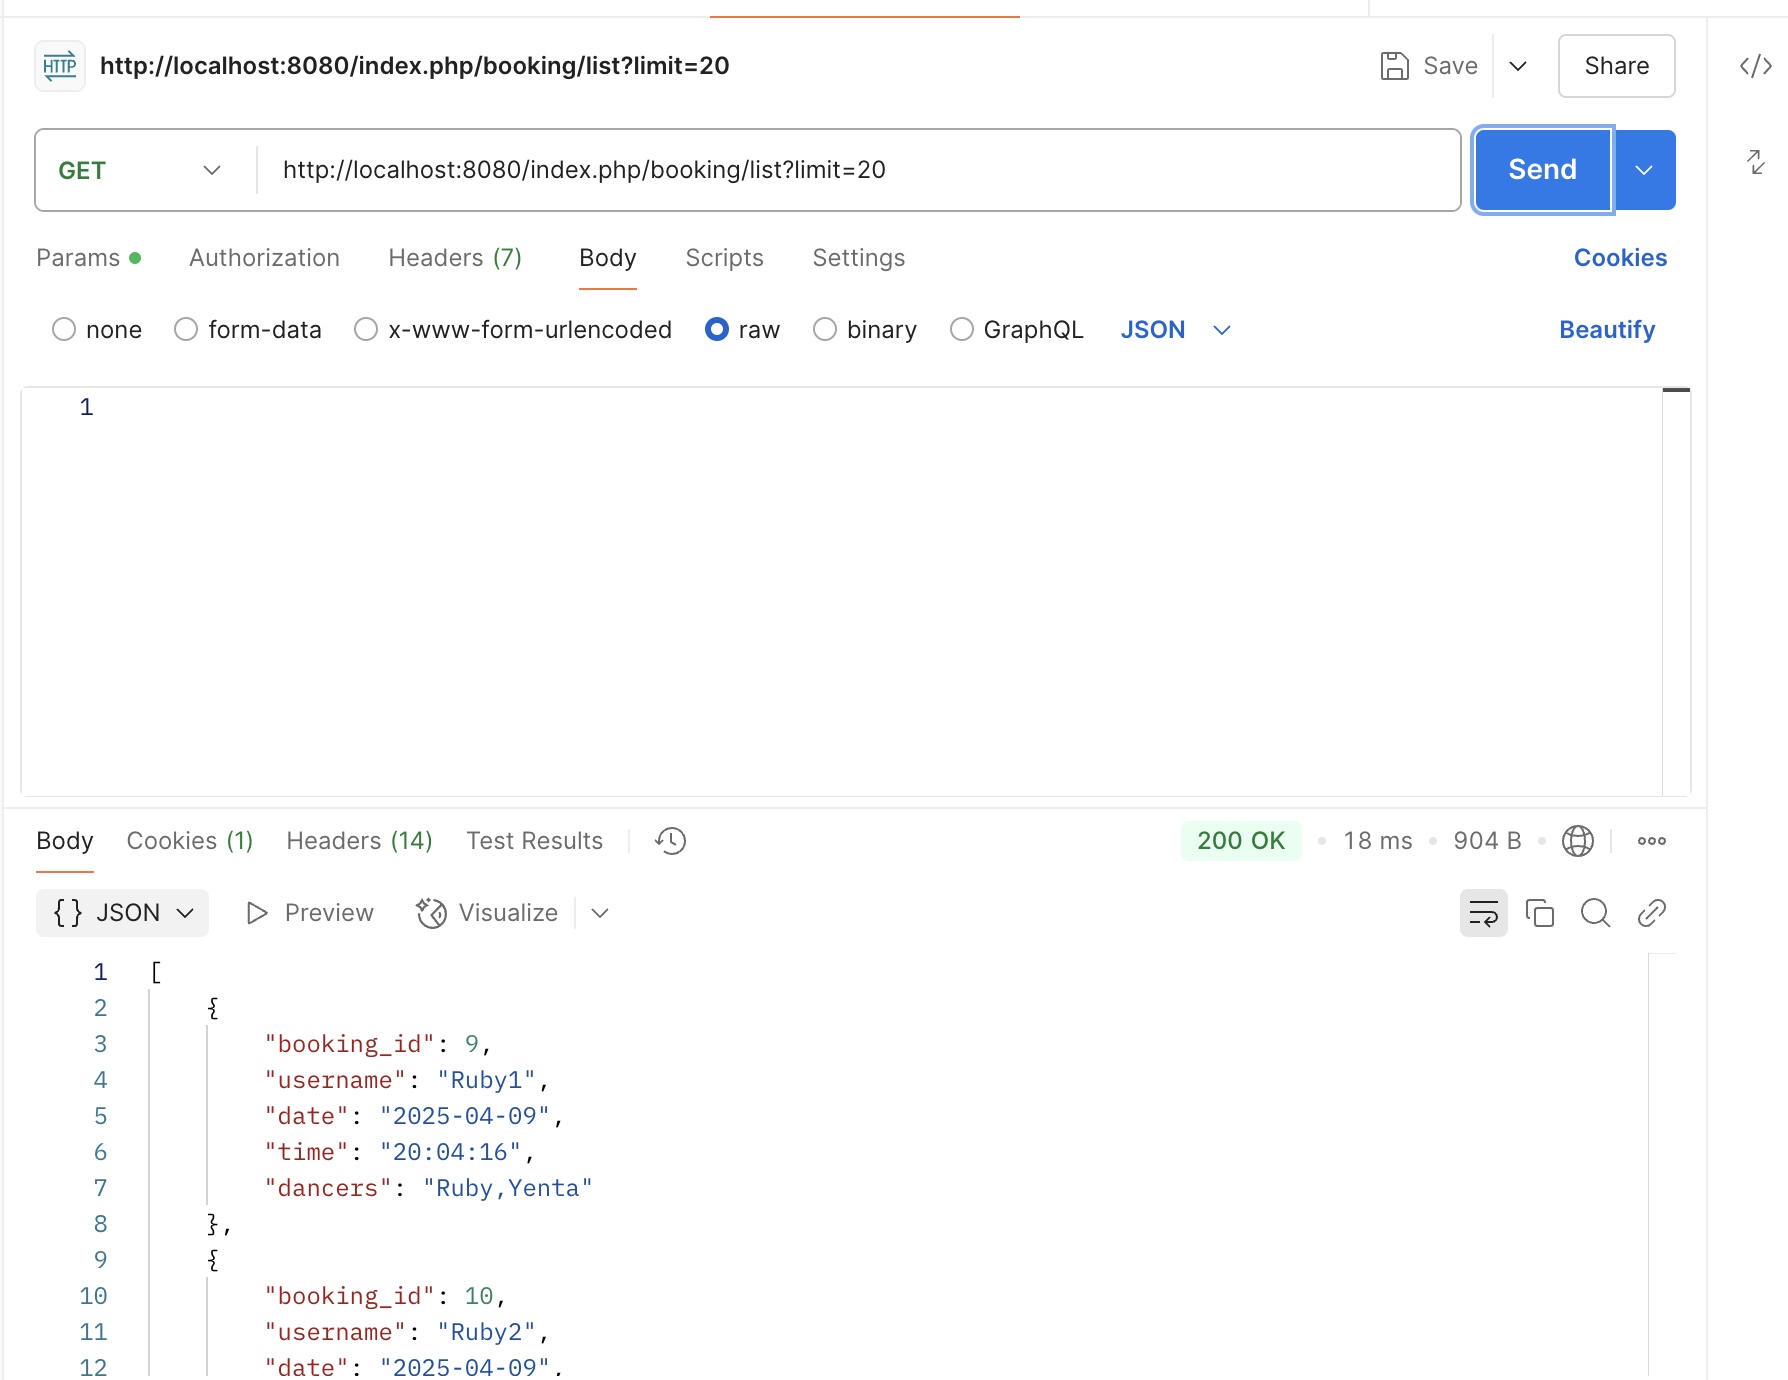 HTTP http://localhost:8080/index.php/booking/list?limit=20 Save Share
GET http://localhost:8080/index.php/booking/list?limit=20 Send
Params Authorization Headers (7) Body Scripts Settings Cookies
none form-data x-www-form-urlencoded raw binary GraphQL JSON Beautify
1
Body Cookies (1) Headers (14) Test Results 200 OK 18 ms 904 B
{} JSON Preview Visualize
1 [
2 {
3 "booking_id": 9,
4 "username": "Ruby1",
5 "date": "2025-04-09",
6 "time": "20:04:16",
7 "dancers": "Ruby,Yenta"
8 },
9 {
10 "booking_id": 10,
11 "username": "Ruby2",
12 "date": "2025-04-09",